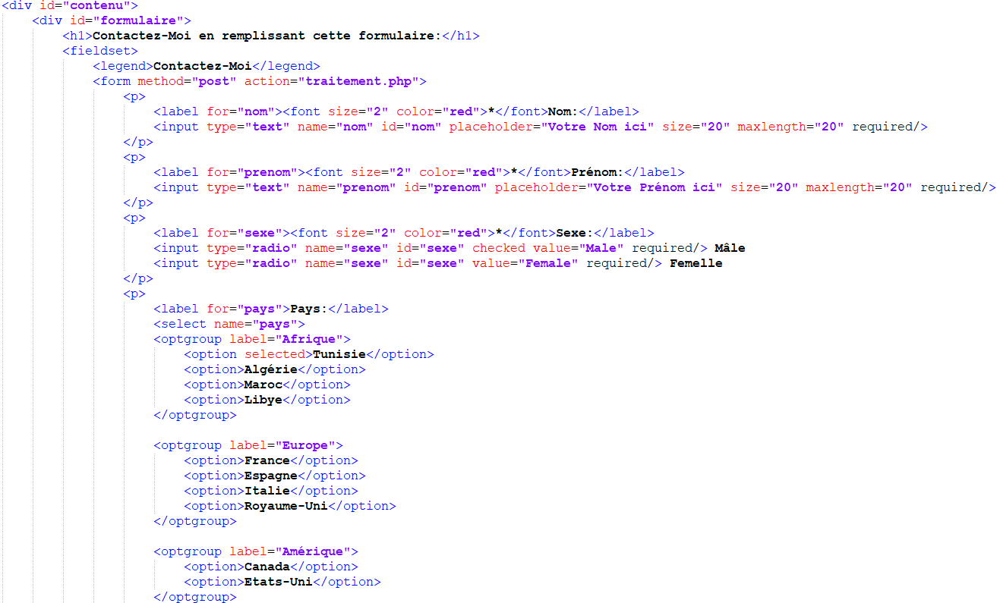 <div id="contenu">
<div id="formulaire">
<h1>Contactez-Moi en remplissant cette formulaire:</h1>
<fieldset>
<legend>Contactez-Moi</legend>
<form method="post" action="traitement.php">
<p>
<label for="nom"><font size="2" color="red">*</font>Nom:</label>
<input type="text" name="nom" id="nom" placeholder="Votre Nom ici" size="20" maxlength="20" required/>
</p>
<p>
<label for="prenom"><font size="2" color="red">*</font>Prénom:</label>
<input type="text" name="prenom" id="prenom" placeholder="Votre Prénom ici" size="20" maxlength="20" required/>
</p>
<p>
<label for="sexe"><font size="2" color="red">*</font>Sexe:</label>
<input type="radio" name="sexe" id="sexe" checked value="Male" required/> Mâle
<input type="radio" name="sexe" id="sexe" value="Female" required/> Femelle
</p>
<p>
<label for="pays">Pays:</label>
<select name="pays">
<optgroup label="Afrique">
<option selected>Tunisie</option>
<option>Algérie</option>
<option>Maroc</option>
<option>Libye</option>
</optgroup>
<optgroup label="Europe">
<option>France</option>
<option>Espagne</option>
<option>Italie</option>
<option>Royaume-Uni</option>
</optgroup>
<optgroup label="Amérique">
<option>Canada</option>
<option>Etats-Uni</option>
</optgroup>